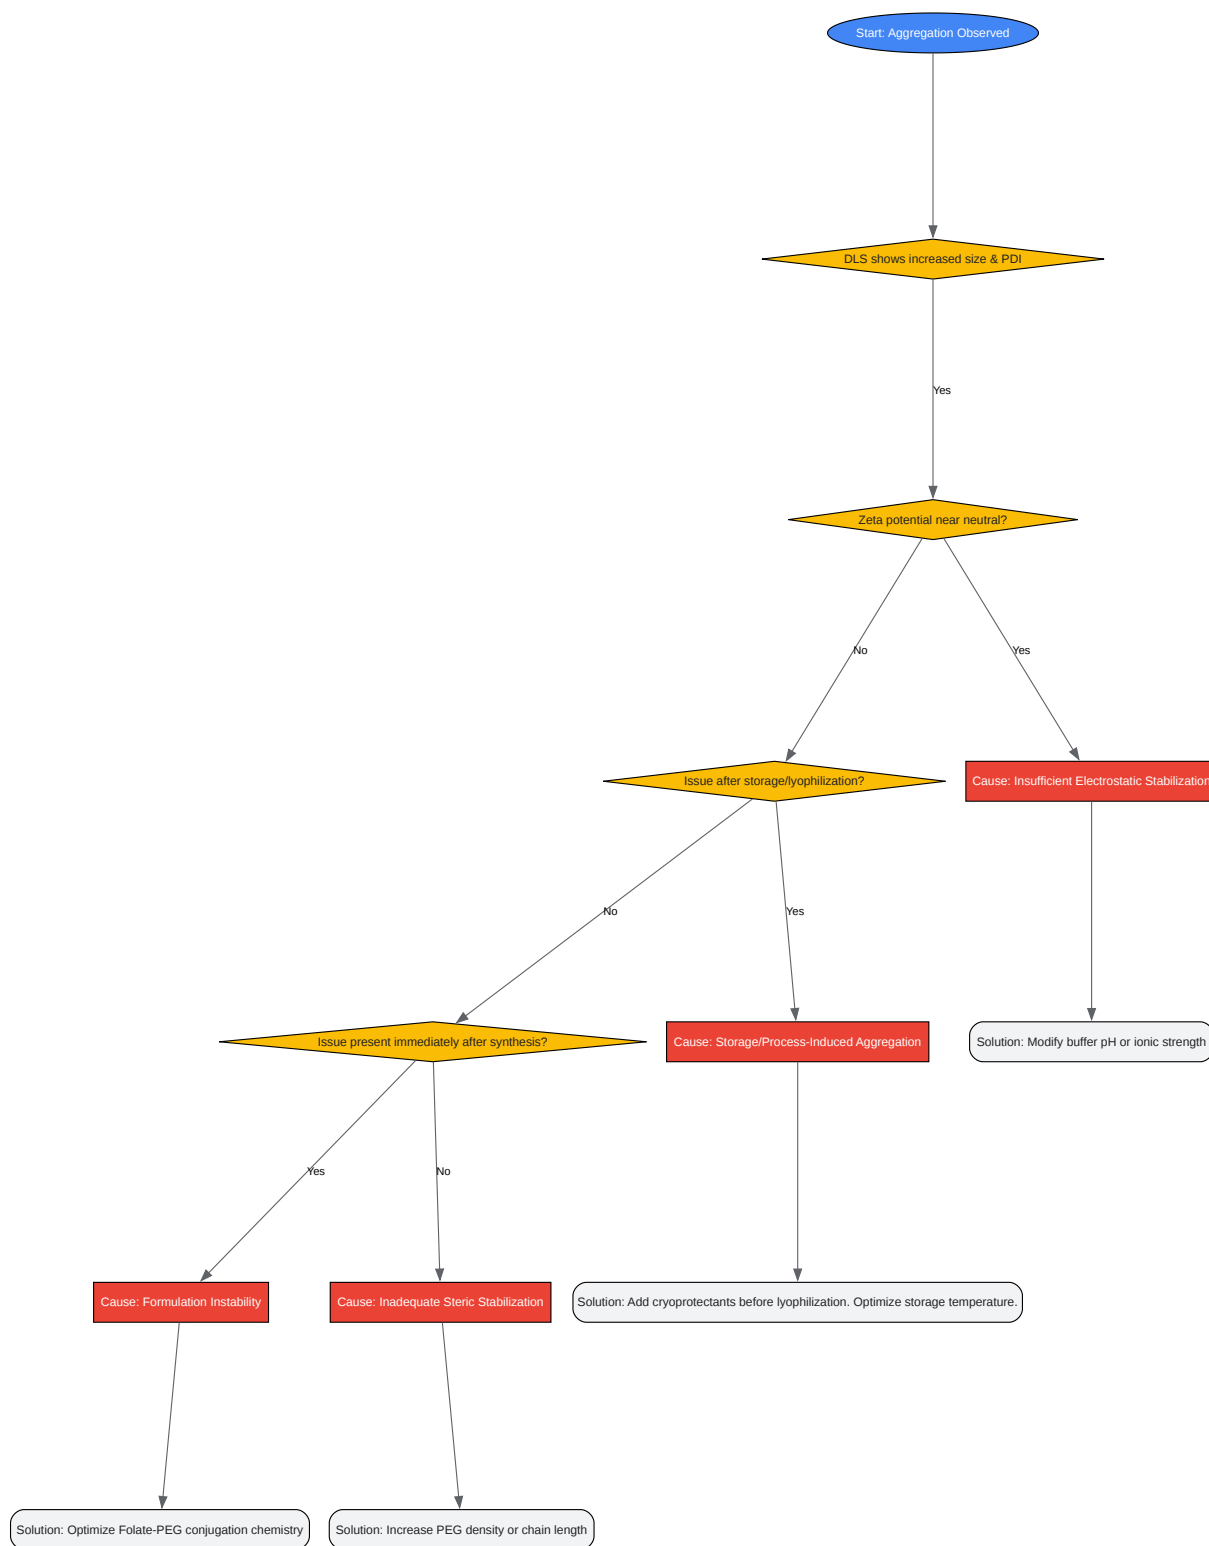 Start: Aggregation Observed
DLS shows increased size & PDI
Yes
Zeta potential near neutral?
No
Yes
Issue after storage/lyophilization?
Cause: Insufficient Electrostatic Stabilization
No
Yes
Issue present immediately after synthesis?
Cause: Storage/Process-Induced Aggregation
Solution: Modify buffer pH or ionic strength
Yes
No
Cause: Formulation Instability
Cause: Inadequate Steric Stabilization
Solution: Add cryoprotectants before lyophilization. Optimize storage temperature.
Solution: Optimize Folate-PEG conjugation chemistry
Solution: Increase PEG density or chain length